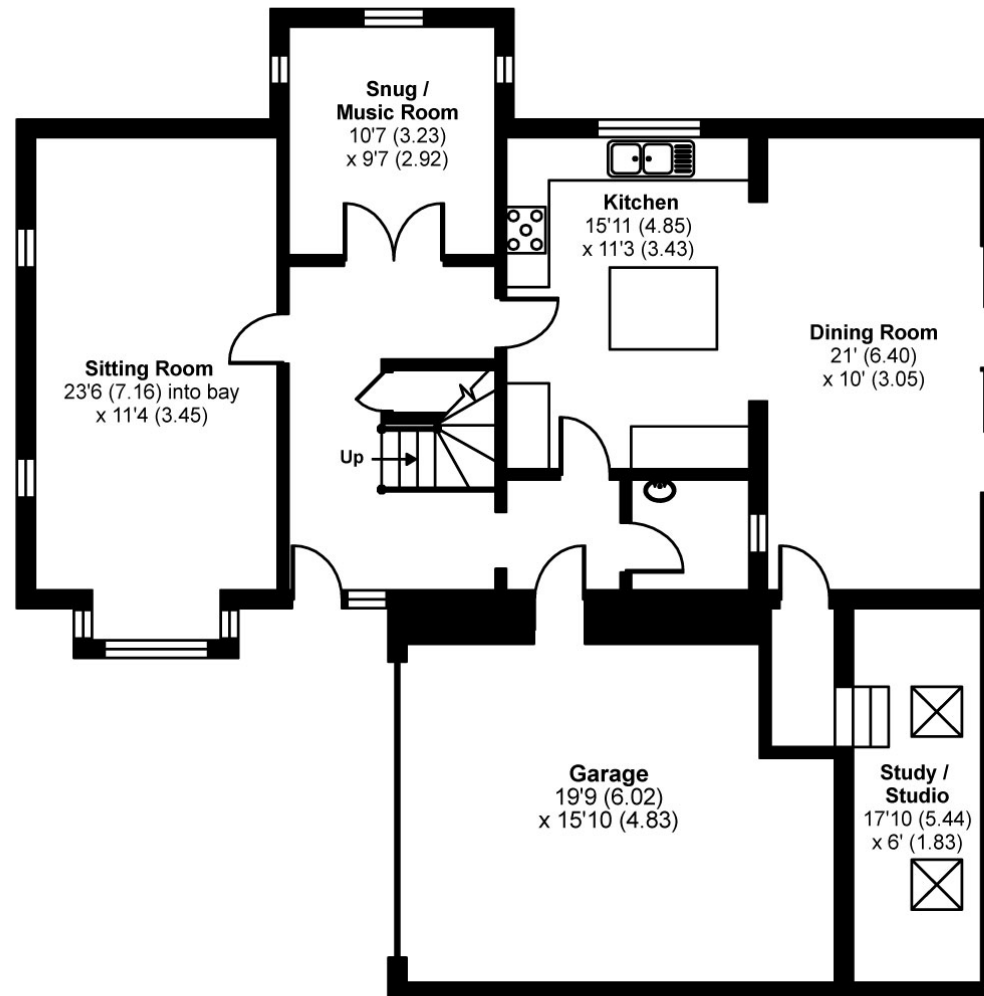 Snug /
Music Room
10'7 (3.23)
x 9'7 (2.92)
Kitchen
15'11 (4.85)
x 11'3 (3.43)
Dining Room
21' (6.40)
x 10' (3.05)
Sitting Room
23'6 (7.16) into bay
x 11'4 (3.45)
Up
Garage
19'9 (6.02)
x 15'10 (4.83)
Study /
Studio
17'10 (5.44)
x 6' (1.83)